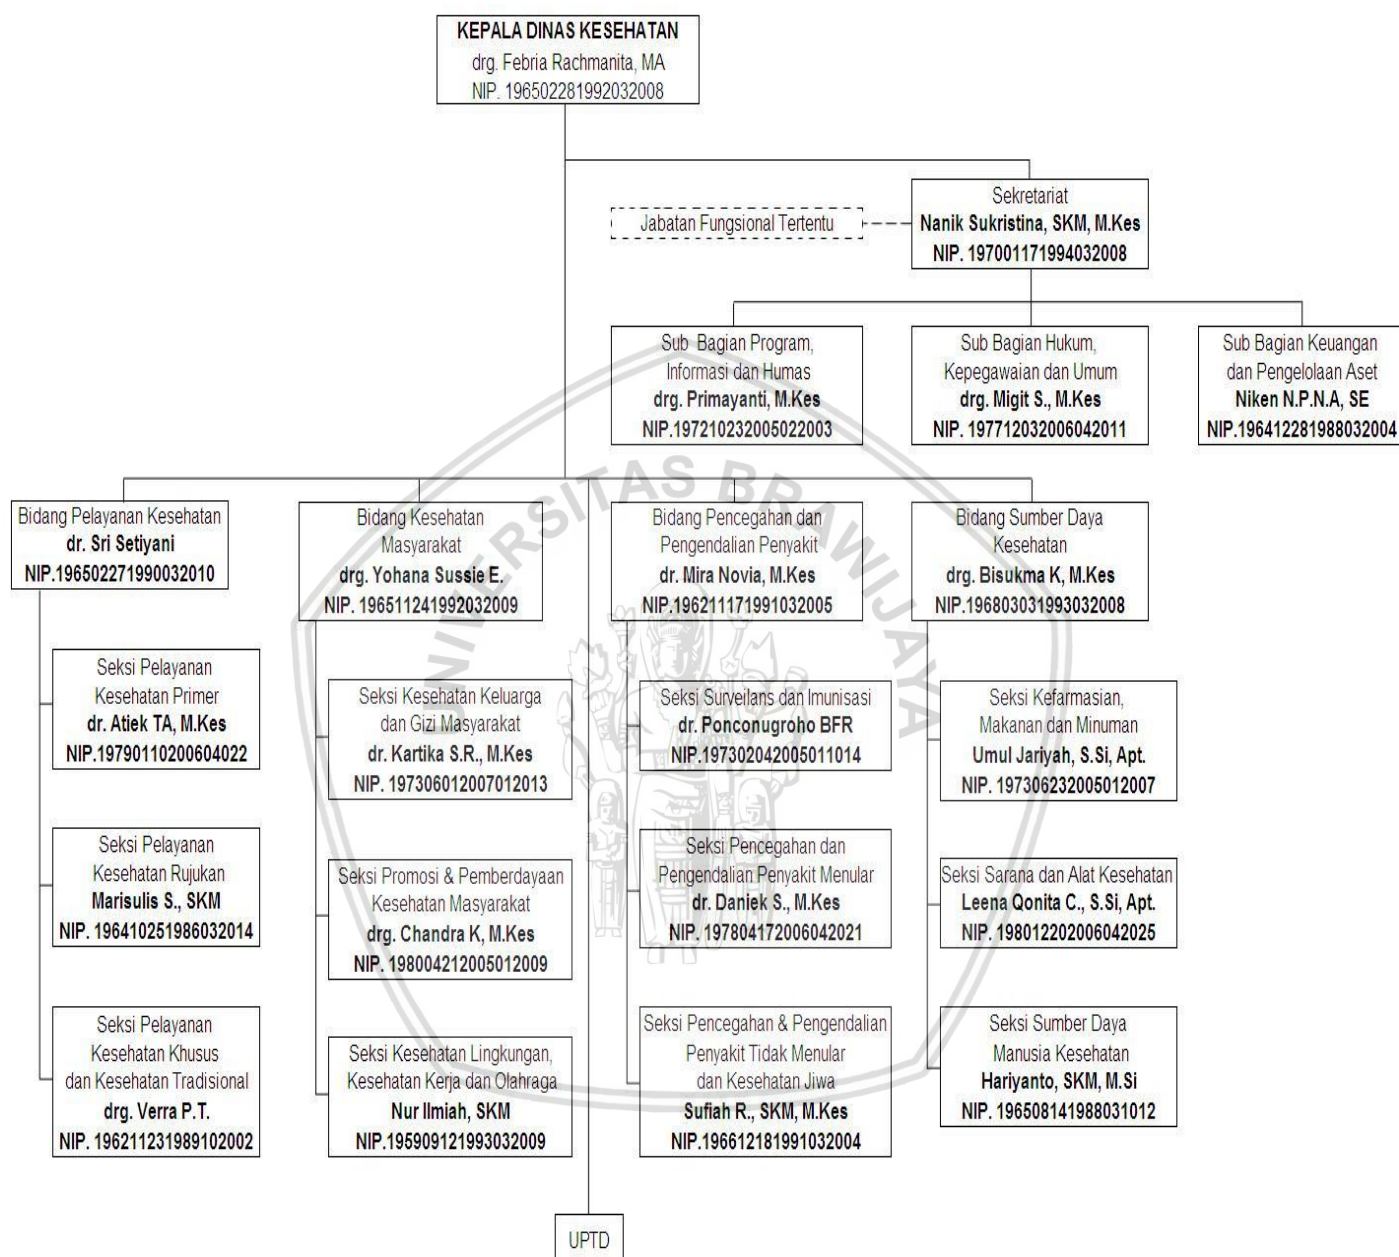 KEPALA DINAS KESEHATAN
drg. Febria Rachmanita, MA
NIP. 196502281992032008
Sekretariat
Nanik Sukristina, SKM, M.Kes
NIP. 197001171994032008
Jabatan Fungsional Tertentu
Sub Bagian Program,
Informasi dan Humas
drg. Primayanti, M.Kes
NIP.197210232005022003
Sub Bagian Hukum,
Kepegawaian dan Umum
drg. Migit S., M.Kes
NIP. 197712032006042011
Sub Bagian Keuangan
dan Pengelolaan Aset
Niken N.P.N.A, SE
NIP.196412281988032004
UNIVERSITAS BRAWIJAYA
Bidang Pelayanan Kesehatan
dr. Sri Setiyani
NIP.196502271990032010
Seksi Pelayanan
Kesehatan Primer
dr. Atiek TA, M.Kes
NIP.19790110200604022
Seksi Pelayanan
Kesehatan Rujukan
Marisulis S., SKM
NIP. 196410251986032014
Seksi Pelayanan
Kesehatan Khusus
dan Kesehatan Tradisional
drg. Verra P.T.
NIP. 196211231989102002
Bidang Kesehatan
Masyarakat
drg. Yohana Sussie E.
NIP. 196511241992032009
Seksi Kesehatan Keluarga
dan Gizi Masyarakat
dr. Kartika S.R., M.Kes
NIP. 197306012007012013
Seksi Promosi & Pemberdayaan
Kesehatan Masyarakat
drg. Chandra K, M.Kes
NIP. 198004212005012009
Seksi Kesehatan Lingkungan,
Kesehatan Kerja dan Olahraga
Nur Ilmiah, SKM
NIP.195909121993032009
Bidang Pencegahan dan
Pengendalian Penyakit
dr. Mira Novia, M.Kes
NIP.196211171991032005
Seksi Surveilans dan Imunisasi
dr. Ponconugroho BFR
NIP.197302042005011014
Seksi Pencegahan dan
Pengendalian Penyakit Menular
dr. Daniek S., M.Kes
NIP. 197804172006042021
Seksi Pencegahan & Pengendalian
Penyakit Tidak Menular
dan Kesehatan Jiwa
Sufiah R., SKM, M.Kes
NIP.196612181991032004
Bidang Sumber Daya
Kesehatan
drg. Bisukma K, M.Kes
NIP.196803031993032008
Seksi Kefarmasian,
Makanan dan Minuman
Umul Jariyah, S.Si, Apt.
NIP. 197306232005012007
Seksi Sarana dan Alat Kesehatan
Leena Qonita C., S.Si, Apt.
NIP. 198012202006042025
Seksi Sumber Daya
Manusia Kesehatan
Hariyanto, SKM, M.Si
NIP. 196508141988031012
UPTD